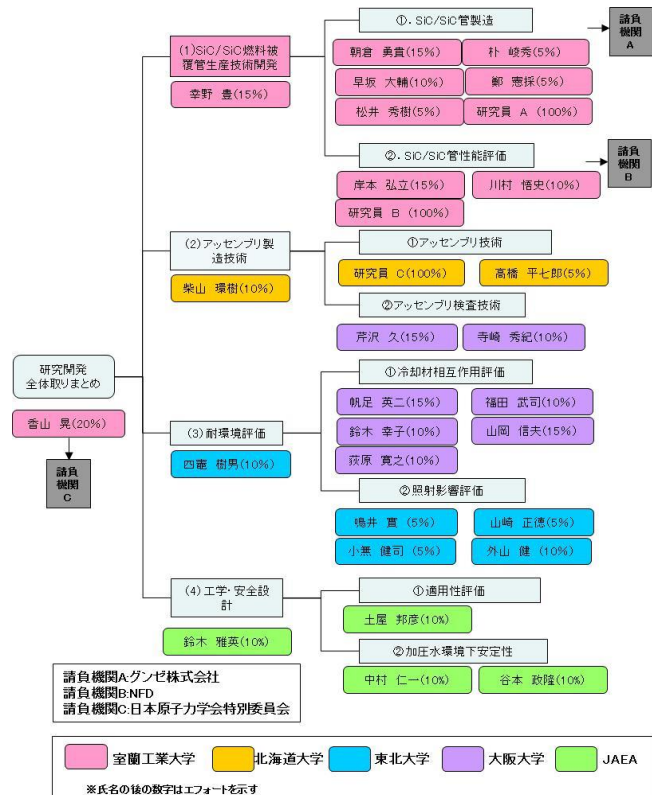 研究開発
全体取りまとめ
香山 晃(20%)
請負
機関
C
(1)SiC/SiC燃料被
覆管生産技術開発
幸野 豊(15%)
①. SiC/SiC管製造
朝倉 勇貴(15%)
朴 峻秀(5%)
早坂 大輔(10%)
鄭 憲採(5%)
松井 秀樹(5%)
研究員 A (100%)
請負
機関
A
②. SiC/SiC管性能評価
岸本 弘立(15%)
川村 悟史(10%)
研究員 B (100%)
請負
機関
B
(2)アッセンブリ製
造技術
柴山 環樹(10%)
①アッセンブリ技術
研究員 C(100%)
高橋 平七郎(5%)
②アッセンブリ検査技術
芹沢 久(15%)
寺崎 秀紀(10%)
(3)耐環境評価
四竈 樹男(10%)
①冷却材相互作用評価
帆足 英二(15%)
福田 武司(10%)
鈴木 幸子(10%)
山岡 信夫(15%)
荻原 寛之(10%)
②照射影響評価
鳴井 實(5%)
山崎 正徳(5%)
小無 健司(5%)
外山 健(10%)
(4)工学・安全設
計
鈴木 雅英(10%)
①適用性評価
土屋 邦彦(10%)
②加圧水環境下安定性
中村 仁一(10%)
谷本 政隆(10%)
請負機関A:グンゼ株式会社
請負機関B:NFD
請負機関C:日本原子力学会特別委員会
室蘭工業大学
北海道大学
東北大学
大阪大学
JAEA
※氏名の後の数字はエフォートを示す